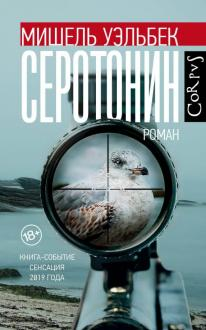 МИШЕЛЬ УЭЛЬБЕК
СЕРОТОНИН
РОМАН
CORPVS
18+
КНИГА-СОБЫТИЕ
СЕНСАЦИЯ
2019 ГОДА